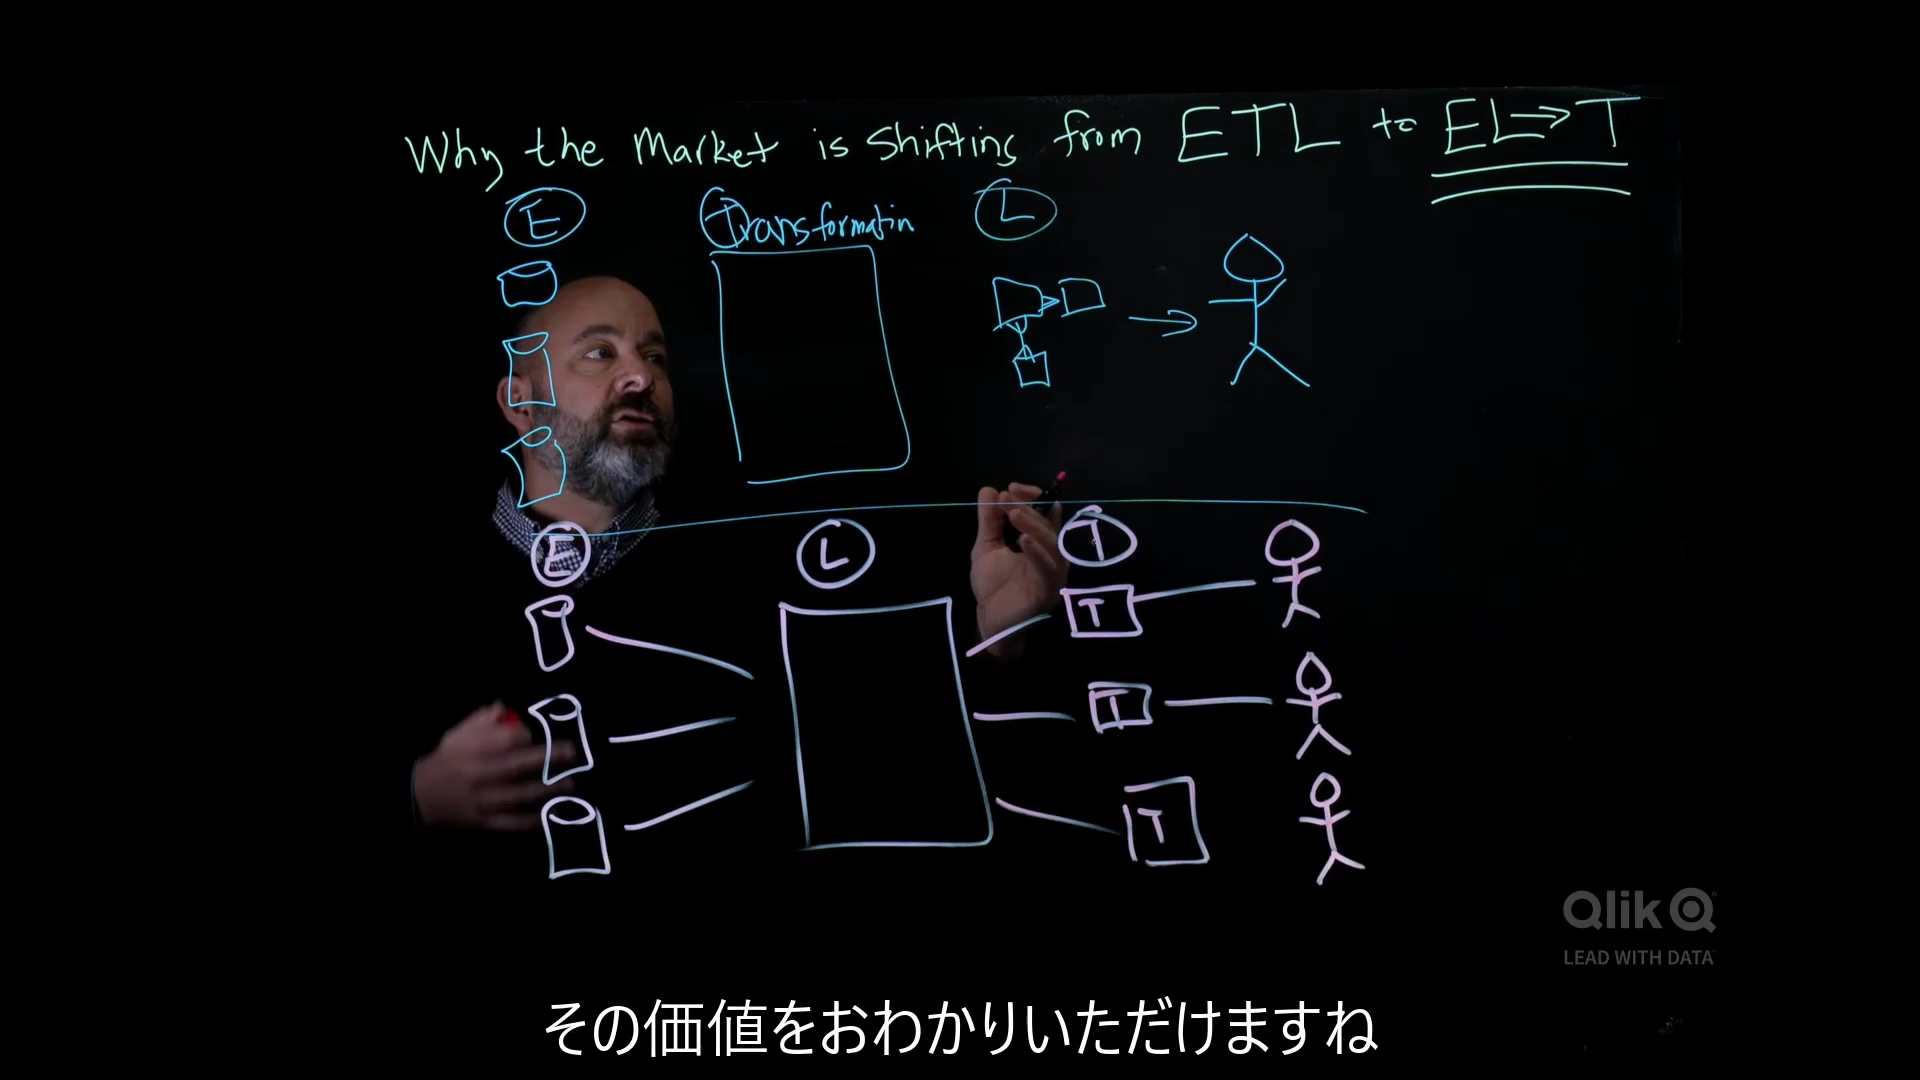 Why the Market is Shifting from ETL to EL→T
E Transformatin L
E L T
T
T
T
Qlik
LEAD WITH DATA
その価値をおわかりいただけますね